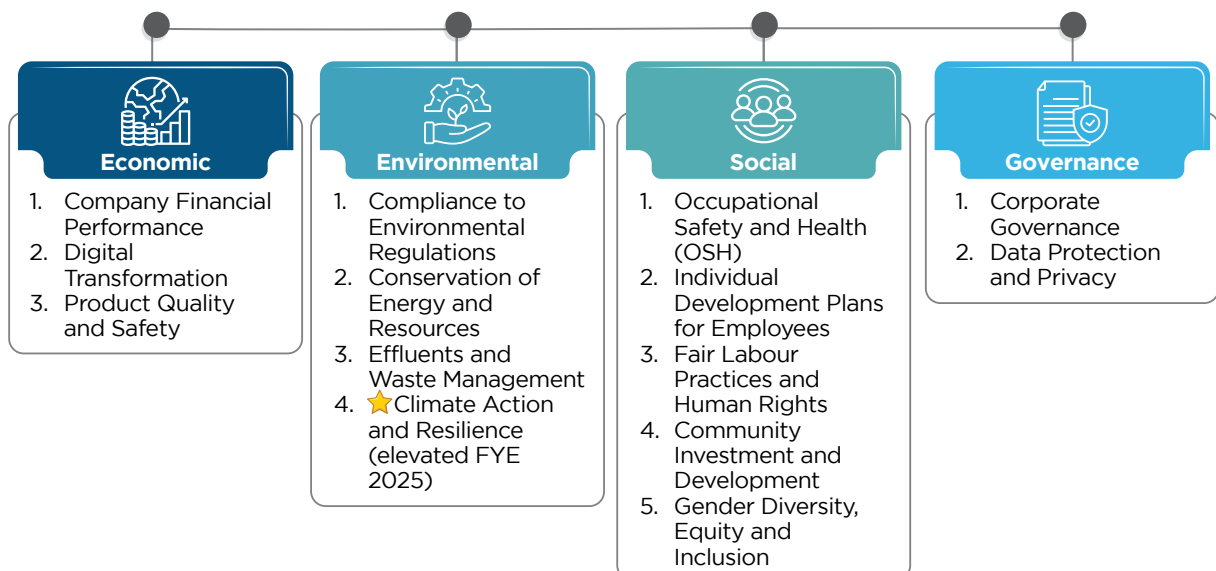 Economic
1. Company Financial
Performance
2. Digital
Transformation
3. Product Quality
and Safety
Environmental
1. Compliance to
Environmental
Regulations
2. Conservation of
Energy and
Resources
3. Effluents and
Waste Management
4. Climate Action
and Resilience
(elevated FYE
2025)
Social
1. Occupational
Safety and Health
(OSH)
2. Individual
Development Plans
for Employees
3. Fair Labour
Practices and
Human Rights
4. Community
Investment and
Development
5. Gender Diversity,
Equity and
Inclusion
Governance
1. Corporate
Governance
2. Data Protection
and Privacy